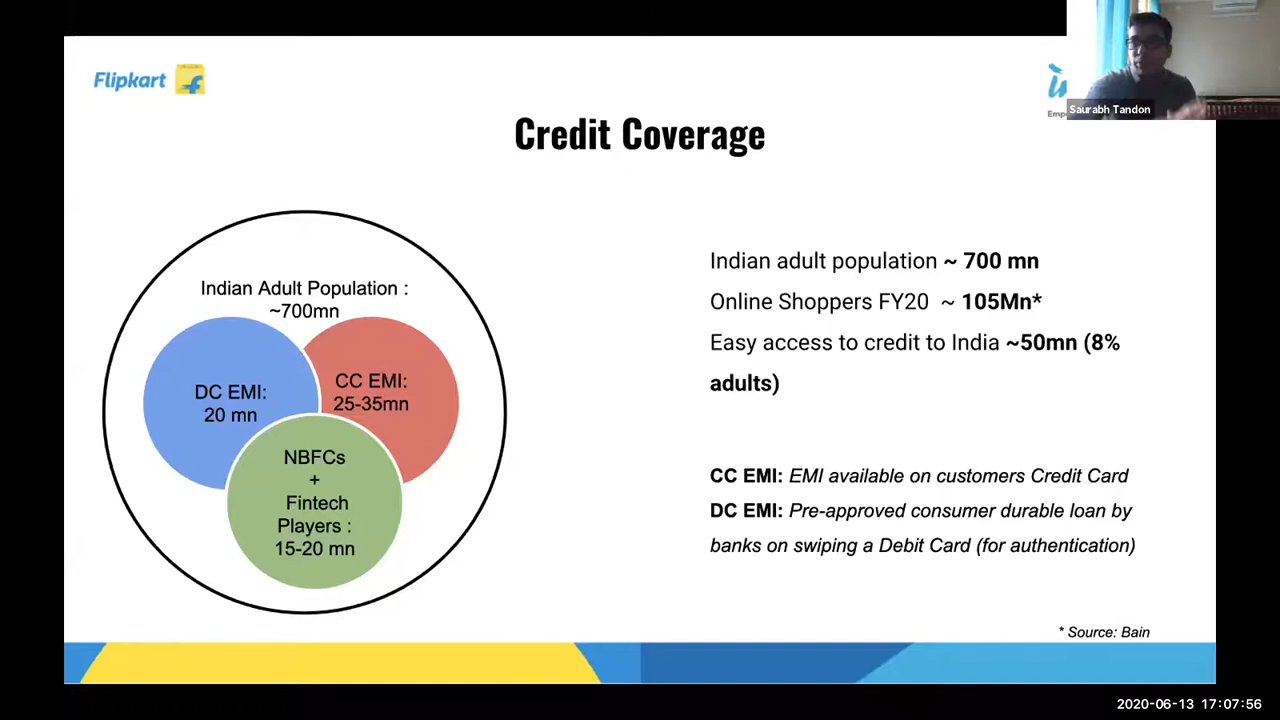 Flipkart
Saurabh Tandon
Credit Coverage
Indian Adult Population :
~700mn
DC EMI:
20 mn
CC EMI:
25-35mn
NBFCs
+
Fintech
Players :
15-20 mn
Indian adult population ~ 700 mn
Online Shoppers FY20 ~ 105Mn*
Easy access to credit to India ~50mn (8%
adults)
CC EMI: EMI available on customers Credit Card
DC EMI: Pre-approved consumer durable loan by
banks on swiping a Debit Card (for authentication)
* Source: Bain
2020-06-13 17:07:56